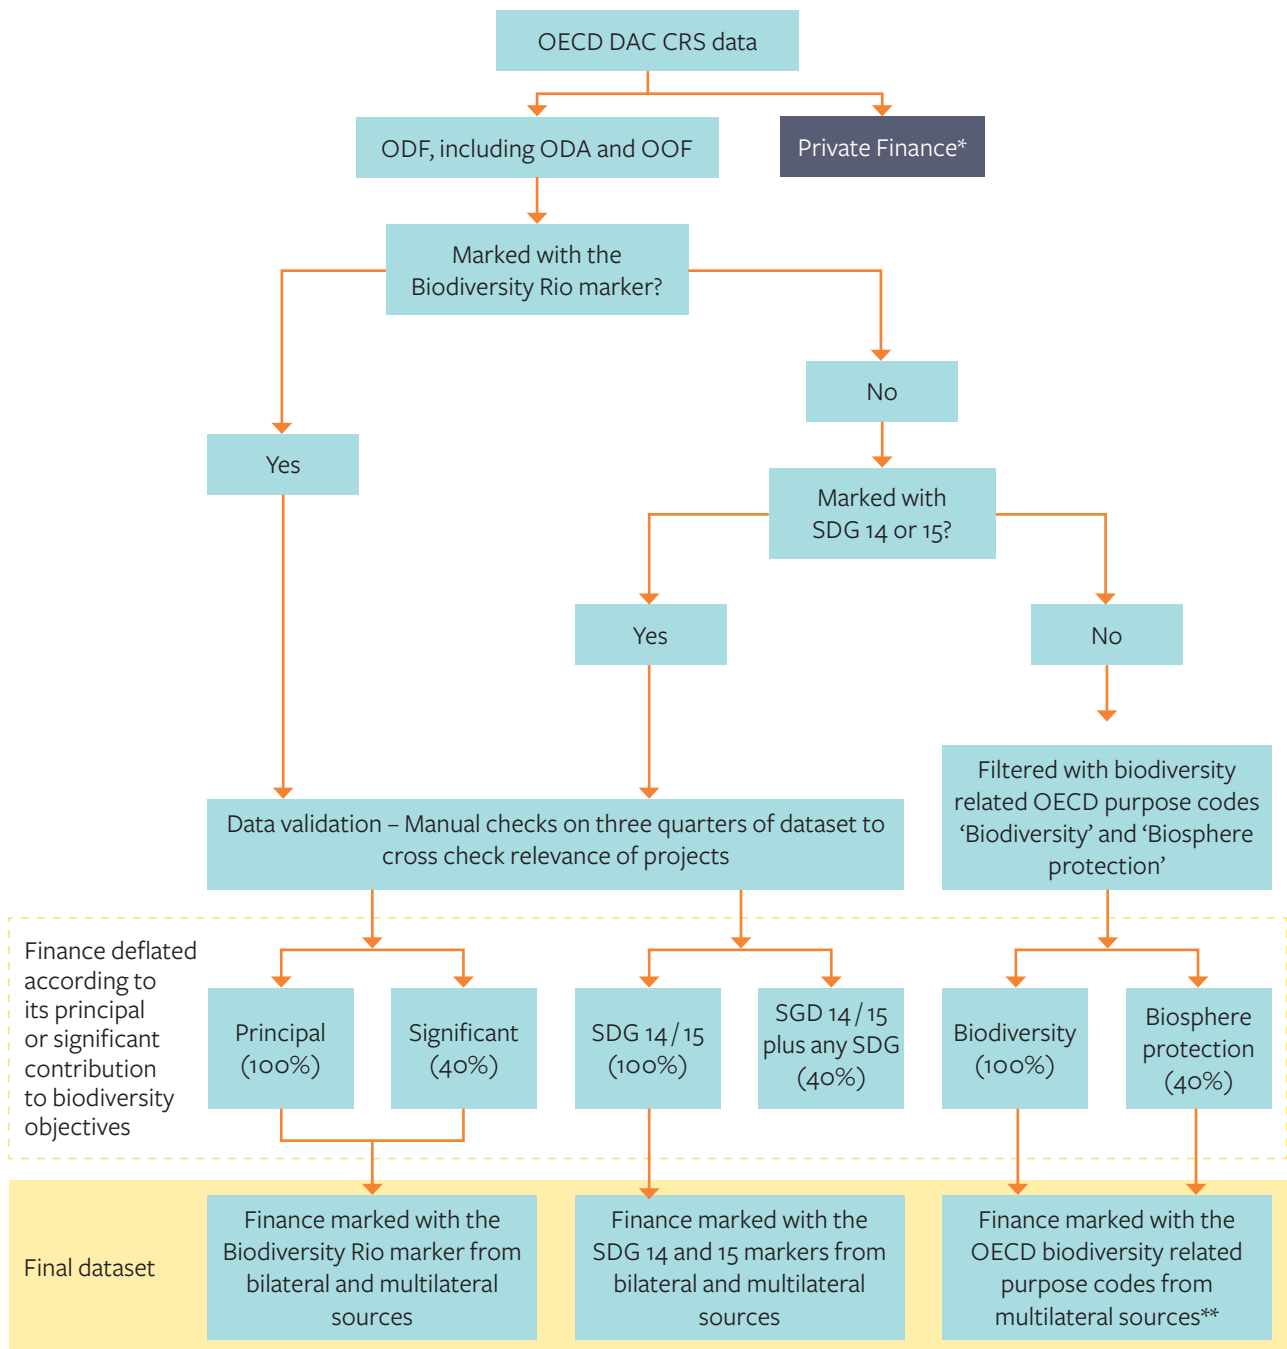 OECD DAC CRS data
ODF, including ODA and OOF
Private Finance*
Marked with the
Biodiversity Rio marker?
No
Yes
Marked with
SDG 14 or 15?
Yes
No
Filtered with biodiversity
related OECD purpose codes
‘Biodiversity’ and ‘Biosphere
protection’
Data validation – Manual checks on three quarters of dataset to
cross check relevance of projects
Finance deflated
according to
its principal
or significant
contribution
to biodiversity
objectives
Principal
(100%)
Significant
(40%)
SDG 14 / 15
(100%)
SGD 14 / 15
plus any SDG
(40%)
Biodiversity
(100%)
Biosphere
protection
(40%)
Final dataset
Finance marked with the
Biodiversity Rio marker from
bilateral and multilateral
sources
Finance marked with the
SDG 14 and 15 markers from
bilateral and multilateral
sources
Finance marked with the
OECD biodiversity related
purpose codes from
multilateral sources**